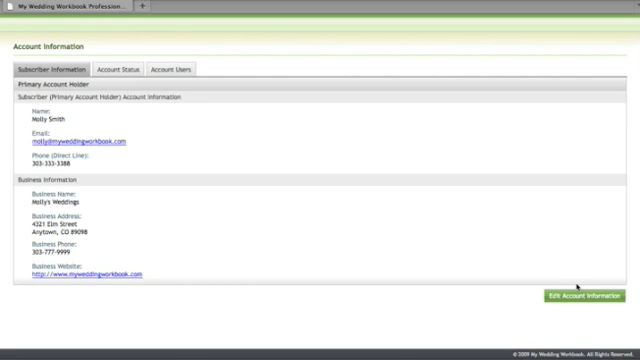 My Wedding Workbook Profession...
Account Information
Subscriber Information
Account Status
Account Users
Primary Account Holder
Subscriber (Primary Account Holder) Account Information
Name:
Molly Smith
Email:
molly@myweddingworkbook.com
Phone (Direct Line):
303-333-3388
Business Information
Business Name:
Molly's Weddings
Business Address:
4321 Elm Street
Anytown, CO 89098
Business Phone:
303-777-9999
Business Website:
http://www.myweddingworkbook.com
Edit Account Information
© 2009 My Wedding Workbook. All Rights Reserved.